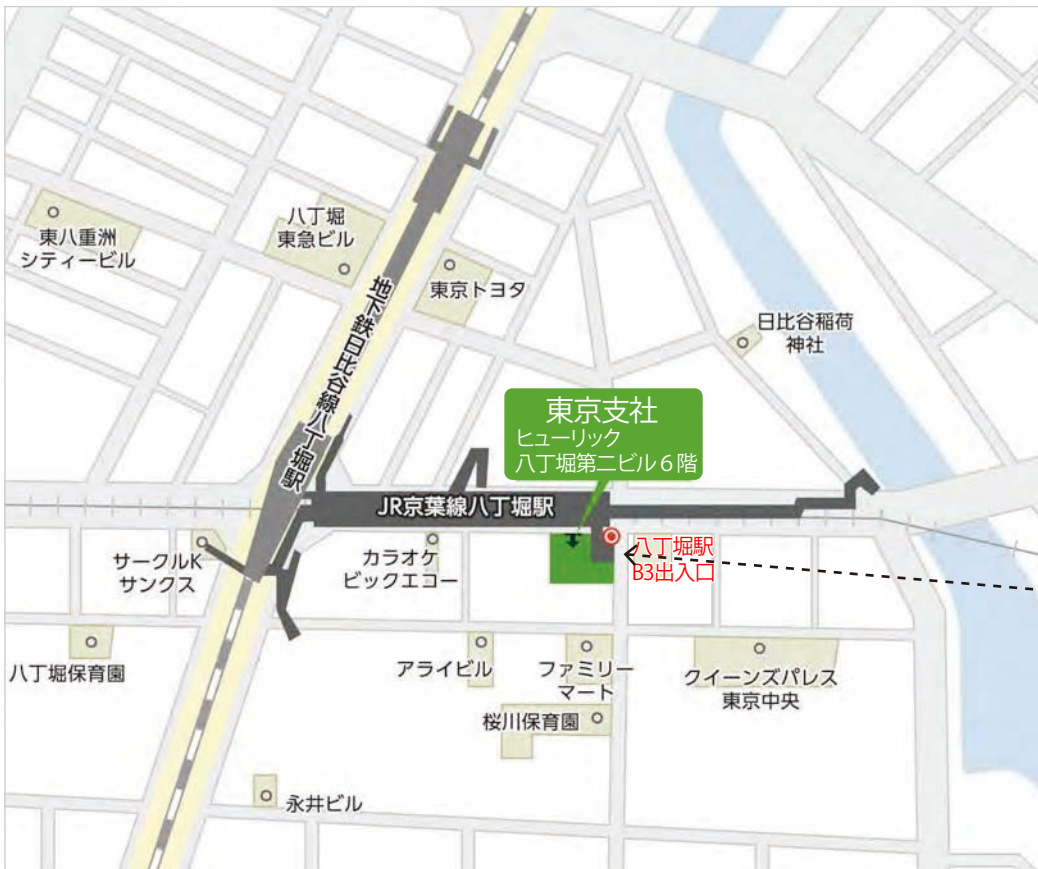 八丁堀
東急ビル
東八重洲
シティービル
東京トヨタ
地下鉄日比谷線八丁堀駅
日比谷稲荷
神社
東京支社
ヒューリック
八丁堀第二ビル６階
JR京葉線八丁堀駅
サークルK
サンクス
カラオケ
ビックエコー
八丁堀駅
B3出入口
八丁堀保育園
アライビル
ファミリー
マート
クイーンズパレス
東京中央
桜川保育園
永井ビル